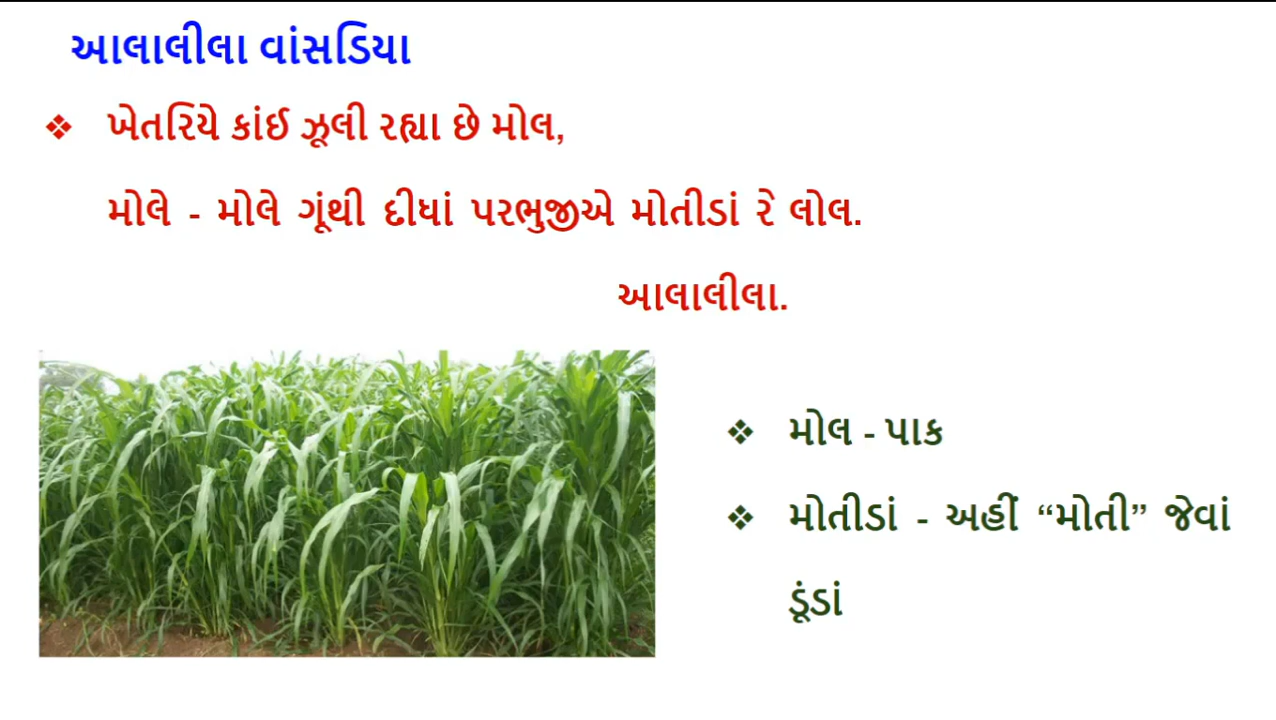 આલાલીલા વાંસડિયા
❖ ખેતરિયે કાંઈ ઝૂલી રહ્યા છે મોલ,
મોલે - મોલે ગૂંથી દીધાં પરભુજીએ મોતીડાં રે લોલ.
આલાલીલા.
❖ મોલ - પાક
❖ મોતીડાં - અહીં “મોતી” જેવાં
ડૂંડાં